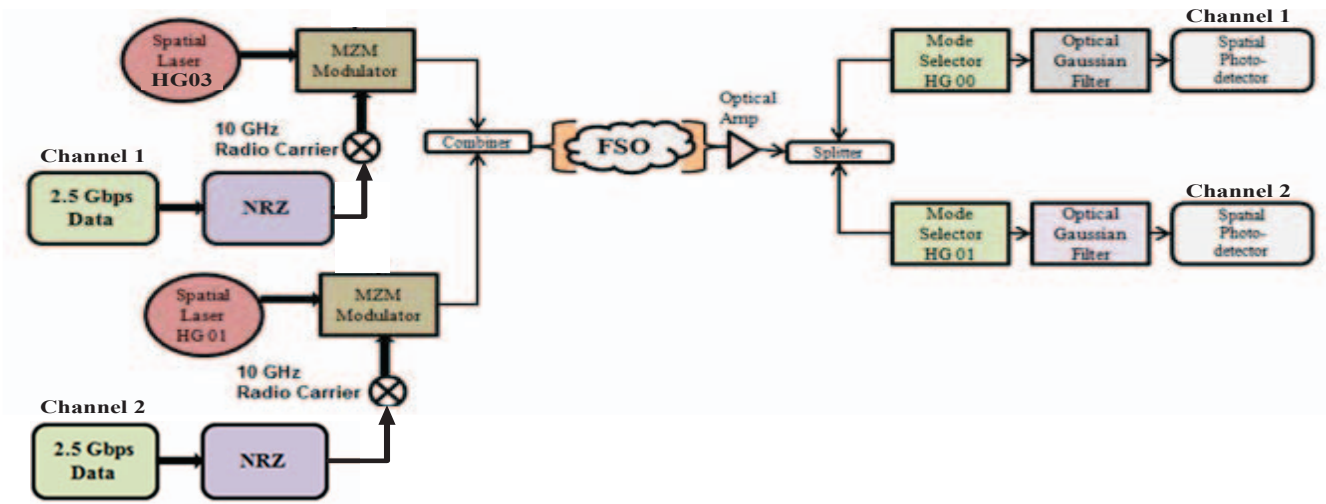 Spatial
Laser
HG03
MZM
Modulator
10 GHz
Radio Carrier
Channel 1
2.5 Gbps
Data
NRZ
Combiner
FSO
Optical
Amp
Splitter
Channel 1
Mode
Selector
HG 00
Optical
Gaussian
Filter
Spatial
Photo-
detector
Channel 2
Mode
Selector
HG 01
Optical
Gaussian
Filter
Spatial
Photo-
detector
Spatial
Laser
HG 01
MZM
Modulator
10 GHz
Radio Carrier
Channel 2
2.5 Gbps
Data
NRZ